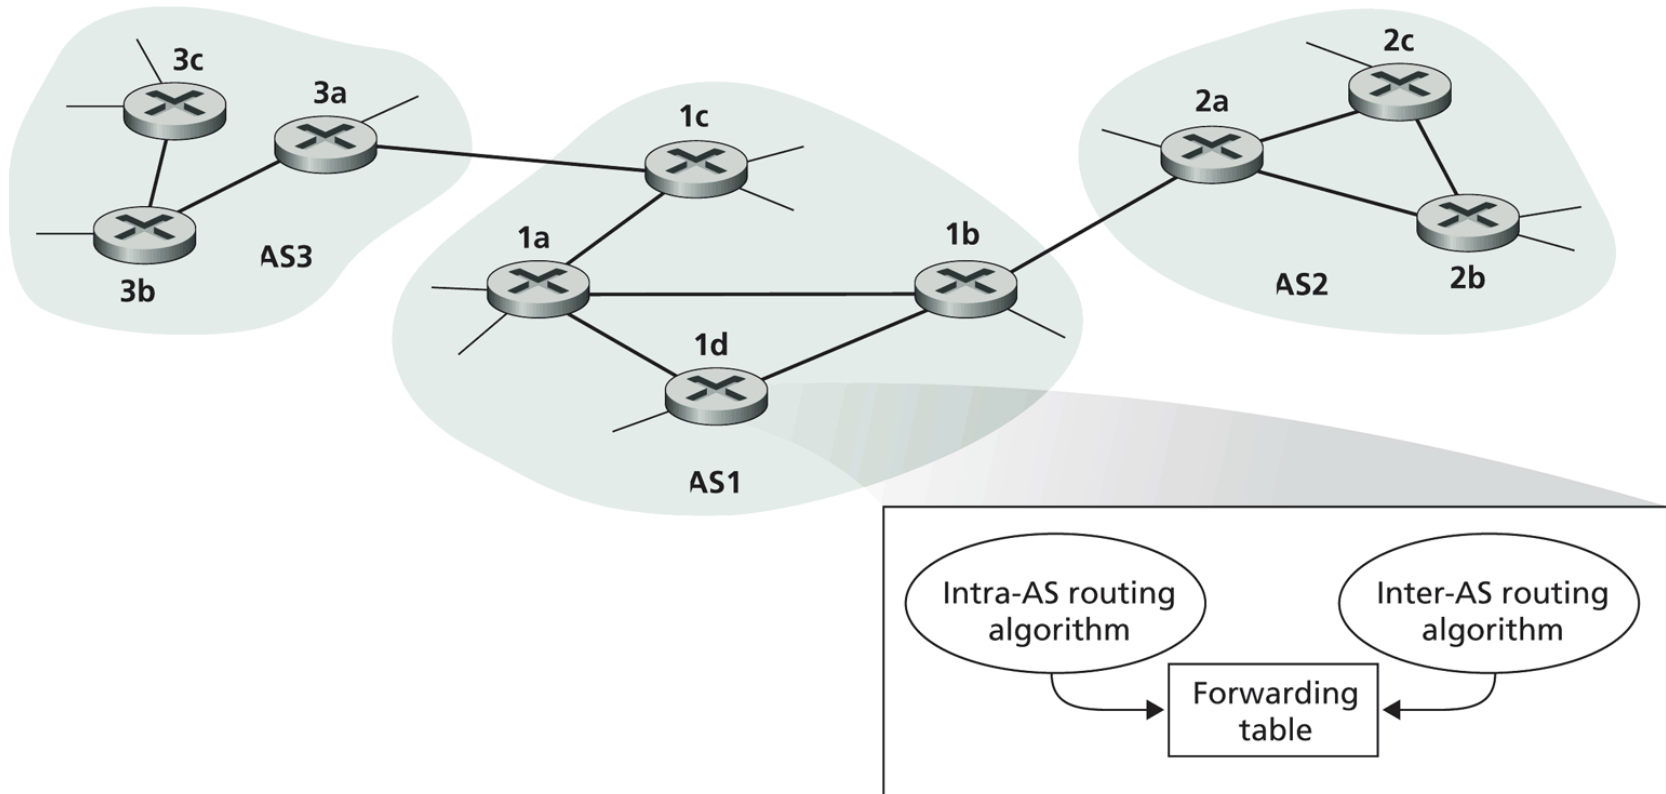 3c
3a
3b
AS3
1c
1a
1b
1d
AS1
2c
2a
2b
AS2
Intra-AS routing
algorithm
Inter-AS routing
algorithm
Forwarding
table